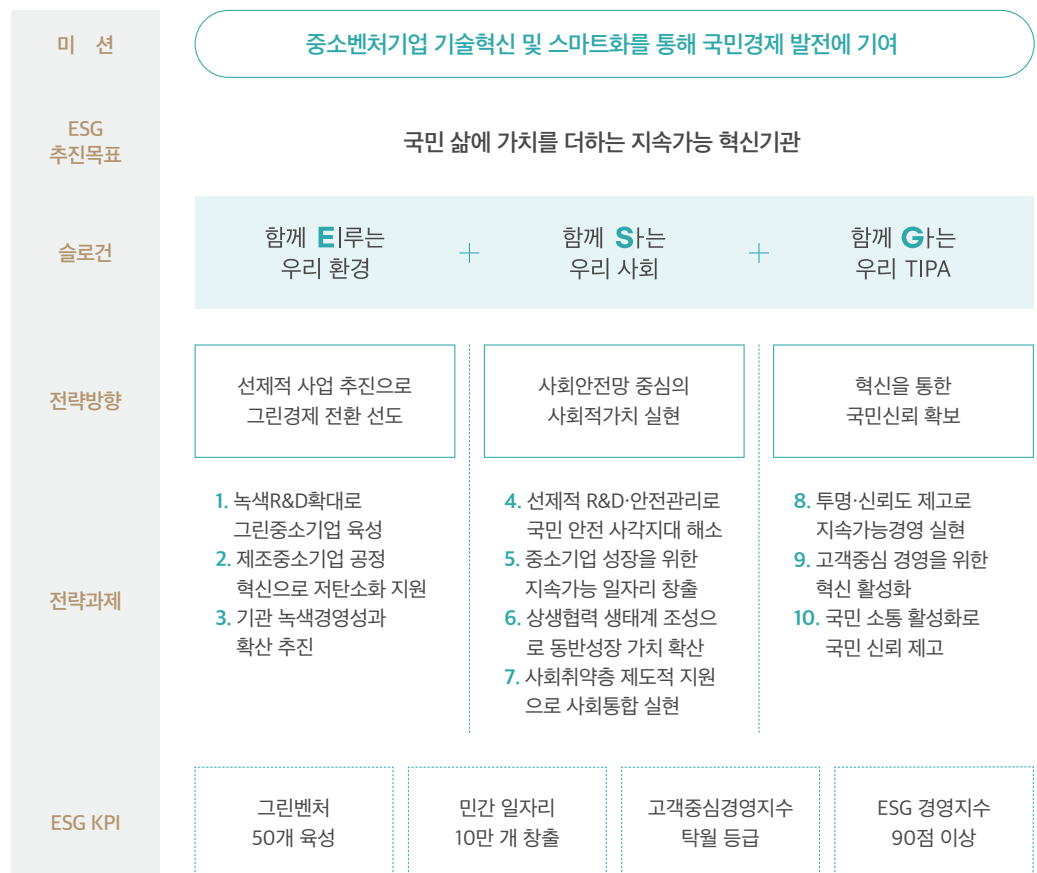 미 션
중소벤처기업 기술혁신 및 스마트화를 통해 국민경제 발전에 기여
ESG
추진목표
국민 삶에 가치를 더하는 지속가능 혁신기관
슬로건
함께 Eㅣ루는
우리 환경
+
함께 Sㅏ는
우리 사회
+
함께 Gㅏ는
우리 TIPA
전략방향
선제적 사업 추진으로
그린경제 전환 선도
사회안전망 중심의
사회적가치 실현
혁신을 통한
국민신뢰 확보
전략과제
1. 녹색R&D확대로
그린중소기업 육성
2. 제조중소기업 공정
혁신으로 저탄소화 지원
3. 기관 녹색경영성과
확산 추진
4. 선제적 R&D·안전관리로
국민 안전 사각지대 해소
5. 중소기업 성장을 위한
지속가능 일자리 창출
6. 상생협력 생태계 조성으
로 동반성장 가치 확산
7. 사회취약층 제도적 지원
으로 사회통합 실현
8. 투명·신뢰도 제고로
지속가능경영 실현
9. 고객중심 경영을 위한
혁신 활성화
10. 국민 소통 활성화로
국민 신뢰 제고
ESG KPI
그린벤처
50개 육성
민간 일자리
10만 개 창출
고객중심경영지수
탁월 등급
ESG 경영지수
90점 이상